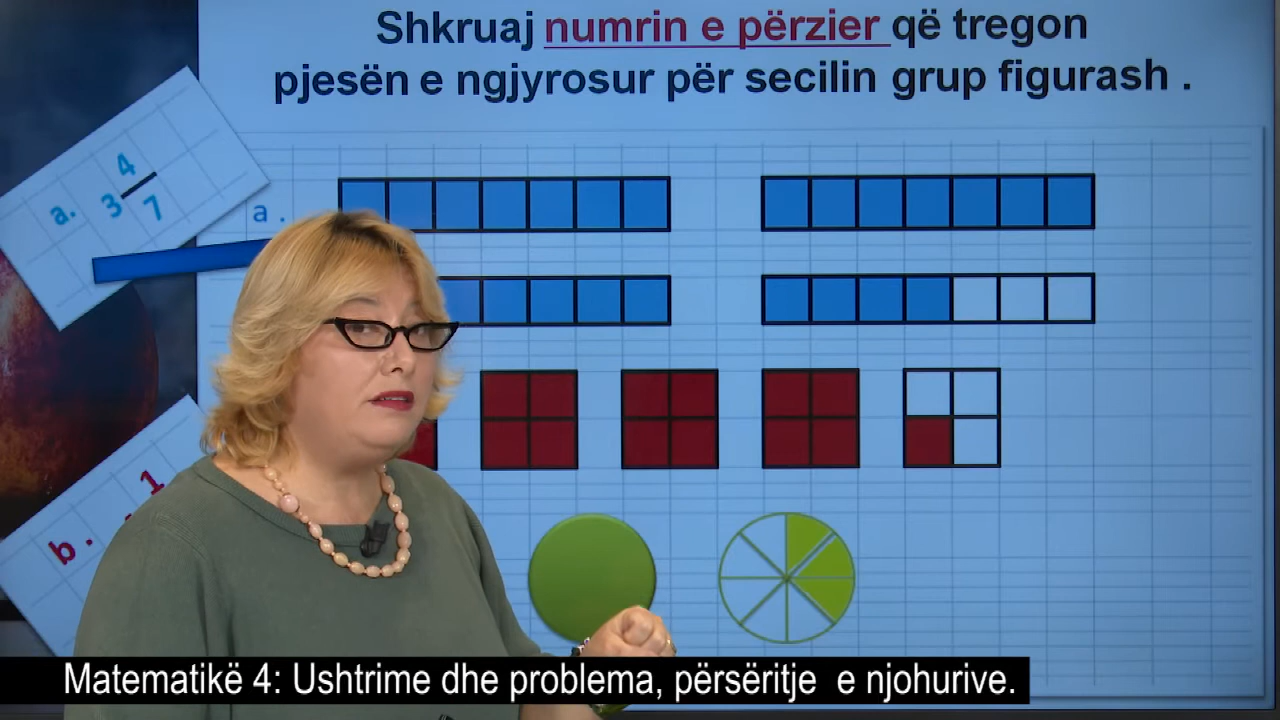 Shkruaj numrin e përzier që tregon
pjesën e ngjyrosur për secilin grup figurash .
a. 3 4/7
a .
b . 1
Matematikë 4: Ushtrime dhe problema, përsëritje e njohurive.